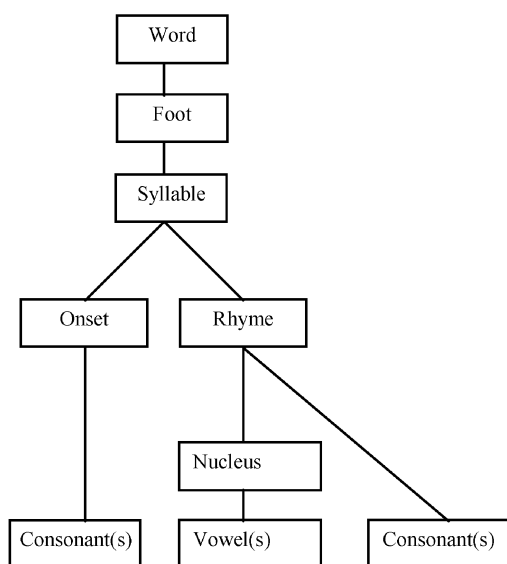 Word
Foot
Syllable
Onset
Rhyme
Nucleus
Consonant(s)
Vowel(s)
Consonant(s)